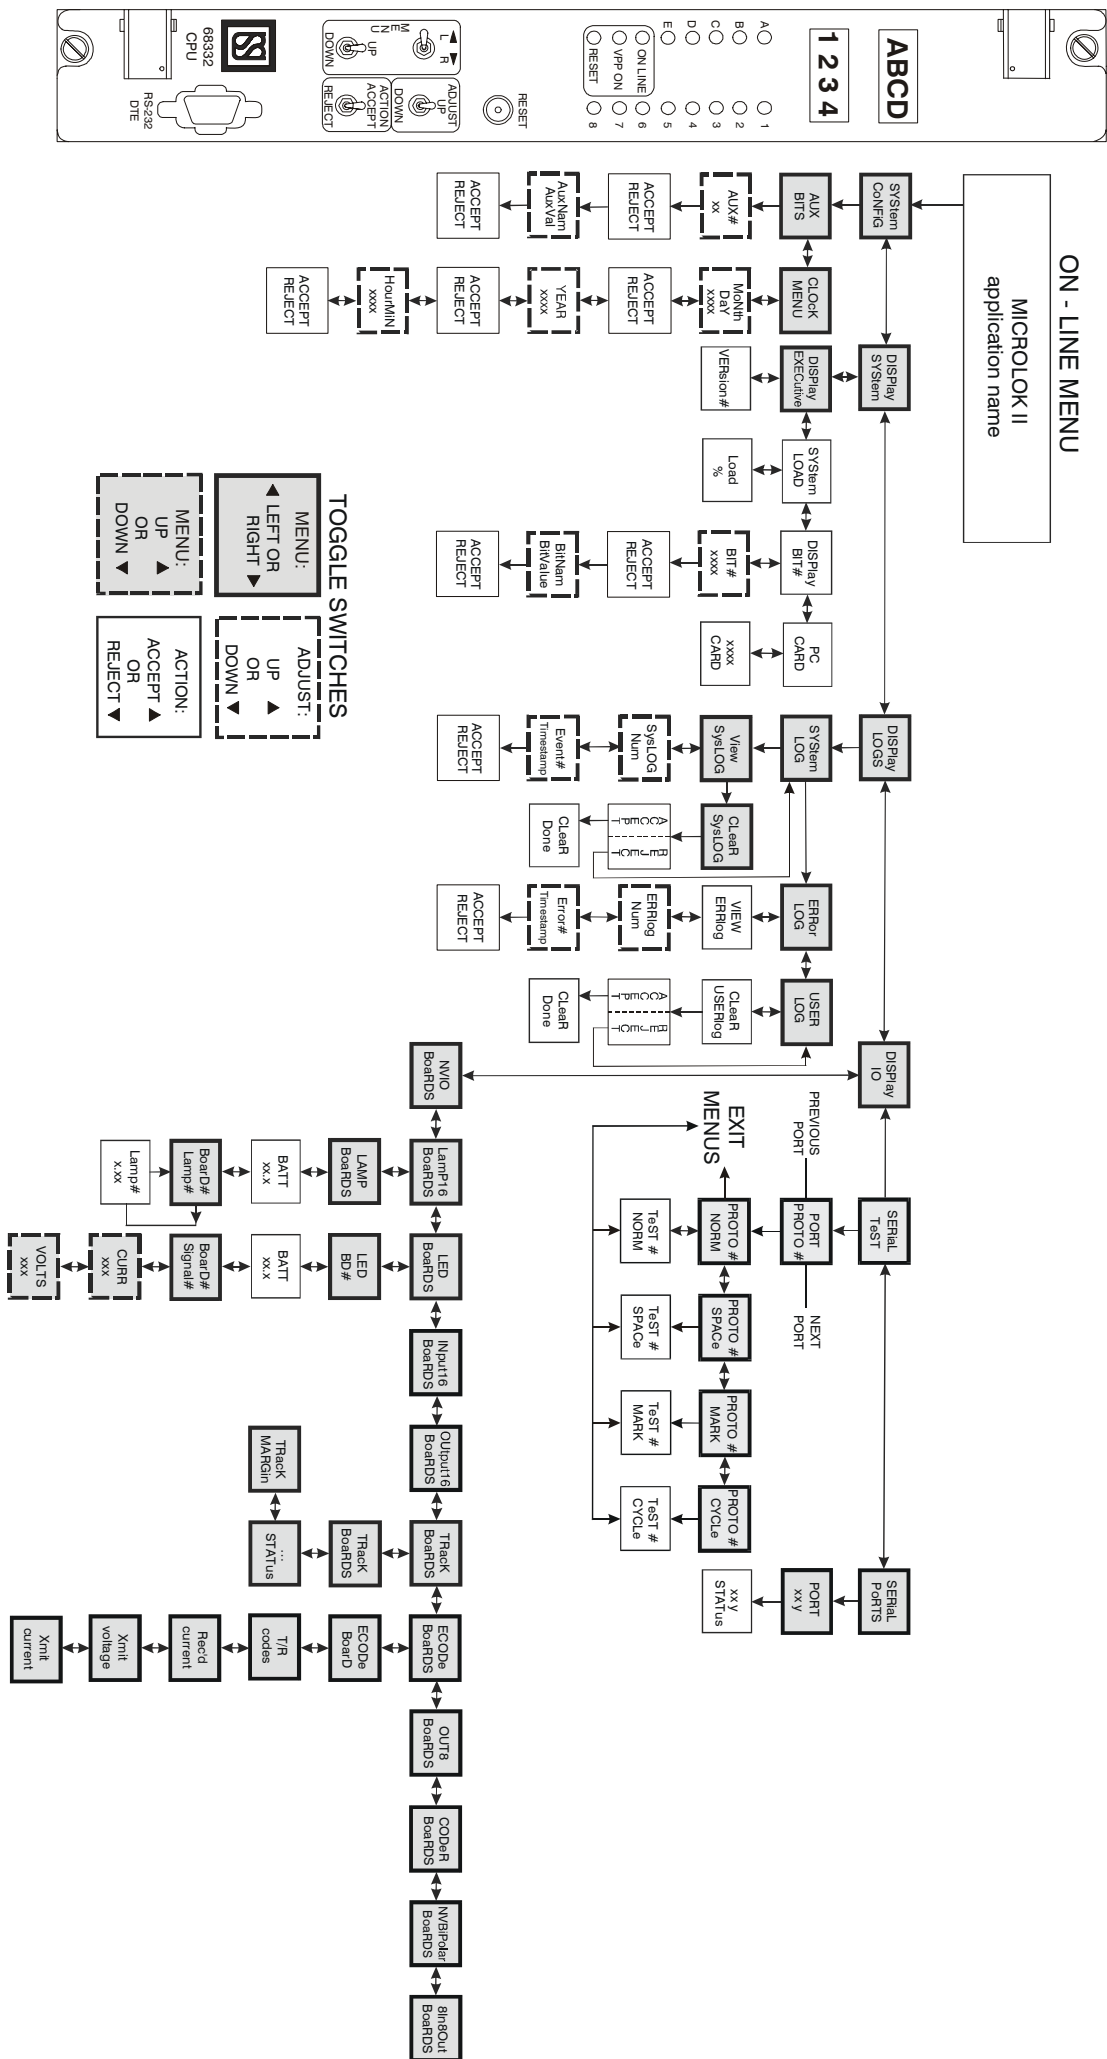 ON - LINE MENU
MICROLOK II
application name
ABCD
1 2 3 4
A
B
C
D
E
ON LINE
VPP ON
RESET
1
2
3
4
5
6
7
8
RESET
MENU
L R
UP
DOWN
ADJUST
UP
DOWN
ACTION
ACCEPT
REJECT
68332
CPU
RS-232
DTE
SYStem
CoNFiG
DISPlay
SYStem
DISPlay
LOGS
DISPlay
IO
SERiaL
TeST
SERiaL
PoRTS
AUX
BITS
CLOcK
MENU
DISPlay
EXECutive
SYStem
LOAD
DISPlay
BIT#
PC
CARD
SYStem
LOG
ERRor
LOG
USER
LOG
PREVIOUS
PORT
PORT
PROTO #
NEXT
PORT
PORT
xx y
AUX#
xx
MoNth
DaY
xxxx
VERsion#
Load
%
BIT#
xxxx
xxxx
CARD
View
SysLOG
CLeaR
SysLOG
VIEW
ERRlog
CLeaR
USERlog
EXIT
MENUS
PROTO #
NORM
PROTO #
SPACe
PROTO #
MARK
PROTO #
CYCLe
xx y
STATus
ACCEPT
REJECT
ACCEPT
REJECT
ACCEPT
REJECT
SysLOG
Num
ACCEPT
REJECT
ERRlog
Num
ACCEPT
REJECT
TeST #
NORM
TeST #
SPACe
TeST #
MARK
TeST #
CYCLe
AuxNam
AuxVal
YEAR
xxxx
BitNam
BitValue
Event#
Timestamp
CLeaR
Done
Error#
Timestamp
CLeaR
Done
ACCEPT
REJECT
ACCEPT
REJECT
ACCEPT
REJECT
ACCEPT
REJECT
ACCEPT
REJECT
HourMiN
xxxx
ACCEPT
REJECT
NVIO
BoaRDS
LamP16
BoaRDS
LED
BoaRDS
INput16
BoaRDS
OUtput16
BoaRDS
TRacK
BoaRDS
ECODe
BoaRDS
OUT8
BoaRDS
CODeR
BoaRDS
NVBiPolar
BoaRDS
8In8Out
BoaRDS
LAMP
BoaRDS
LED
BD#
TRacK
BoaRDS
ECODe
BoarD
BATT
xx.x
BATT
xx.x
...
STATus
TRacK
MARGin
T/R
codes
BoarD#
Lamp#
BoarD#
Signal#
Rec'd
current
Lamp#
x.xx
CURR
xxx
Xmit
voltage
VOLTS
xxx
Xmit
current
TOGGLE SWITCHES
MENU:
LEFT OR
RIGHT
ADJUST:
UP
OR
DOWN
MENU:
UP
OR
DOWN
ACTION:
ACCEPT
OR
REJECT